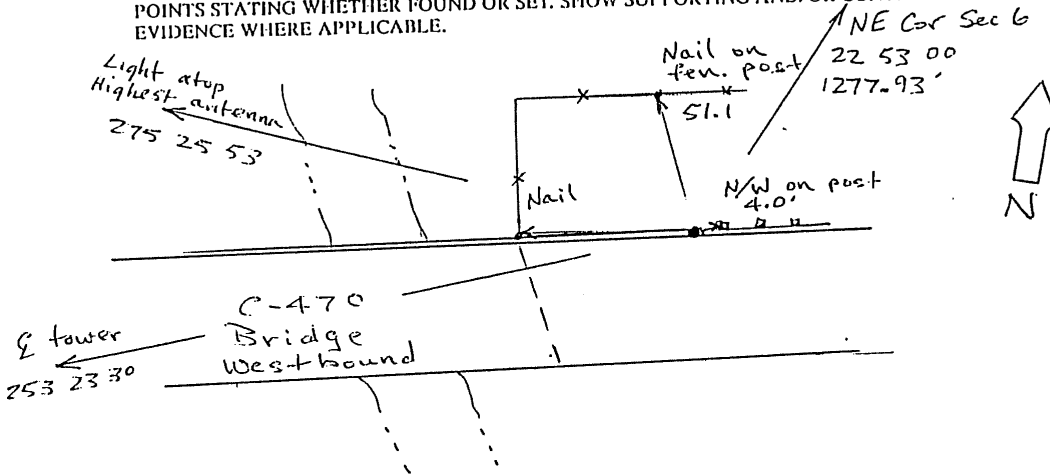 POINTS STATING WHETHER FOUND OR SET. SHOW SUPPORTING AND/OR
EVIDENCE WHERE APPLICABLE.
NE Cor Sec 6
22 53 00
1277.93'
Light atop
Highest antenna
275 25 53
Nail on
fen. post
51.1
N/W on post
4.0'
Nail
N
C-470
Bridge
Westbound
℄ tower
253 23 30